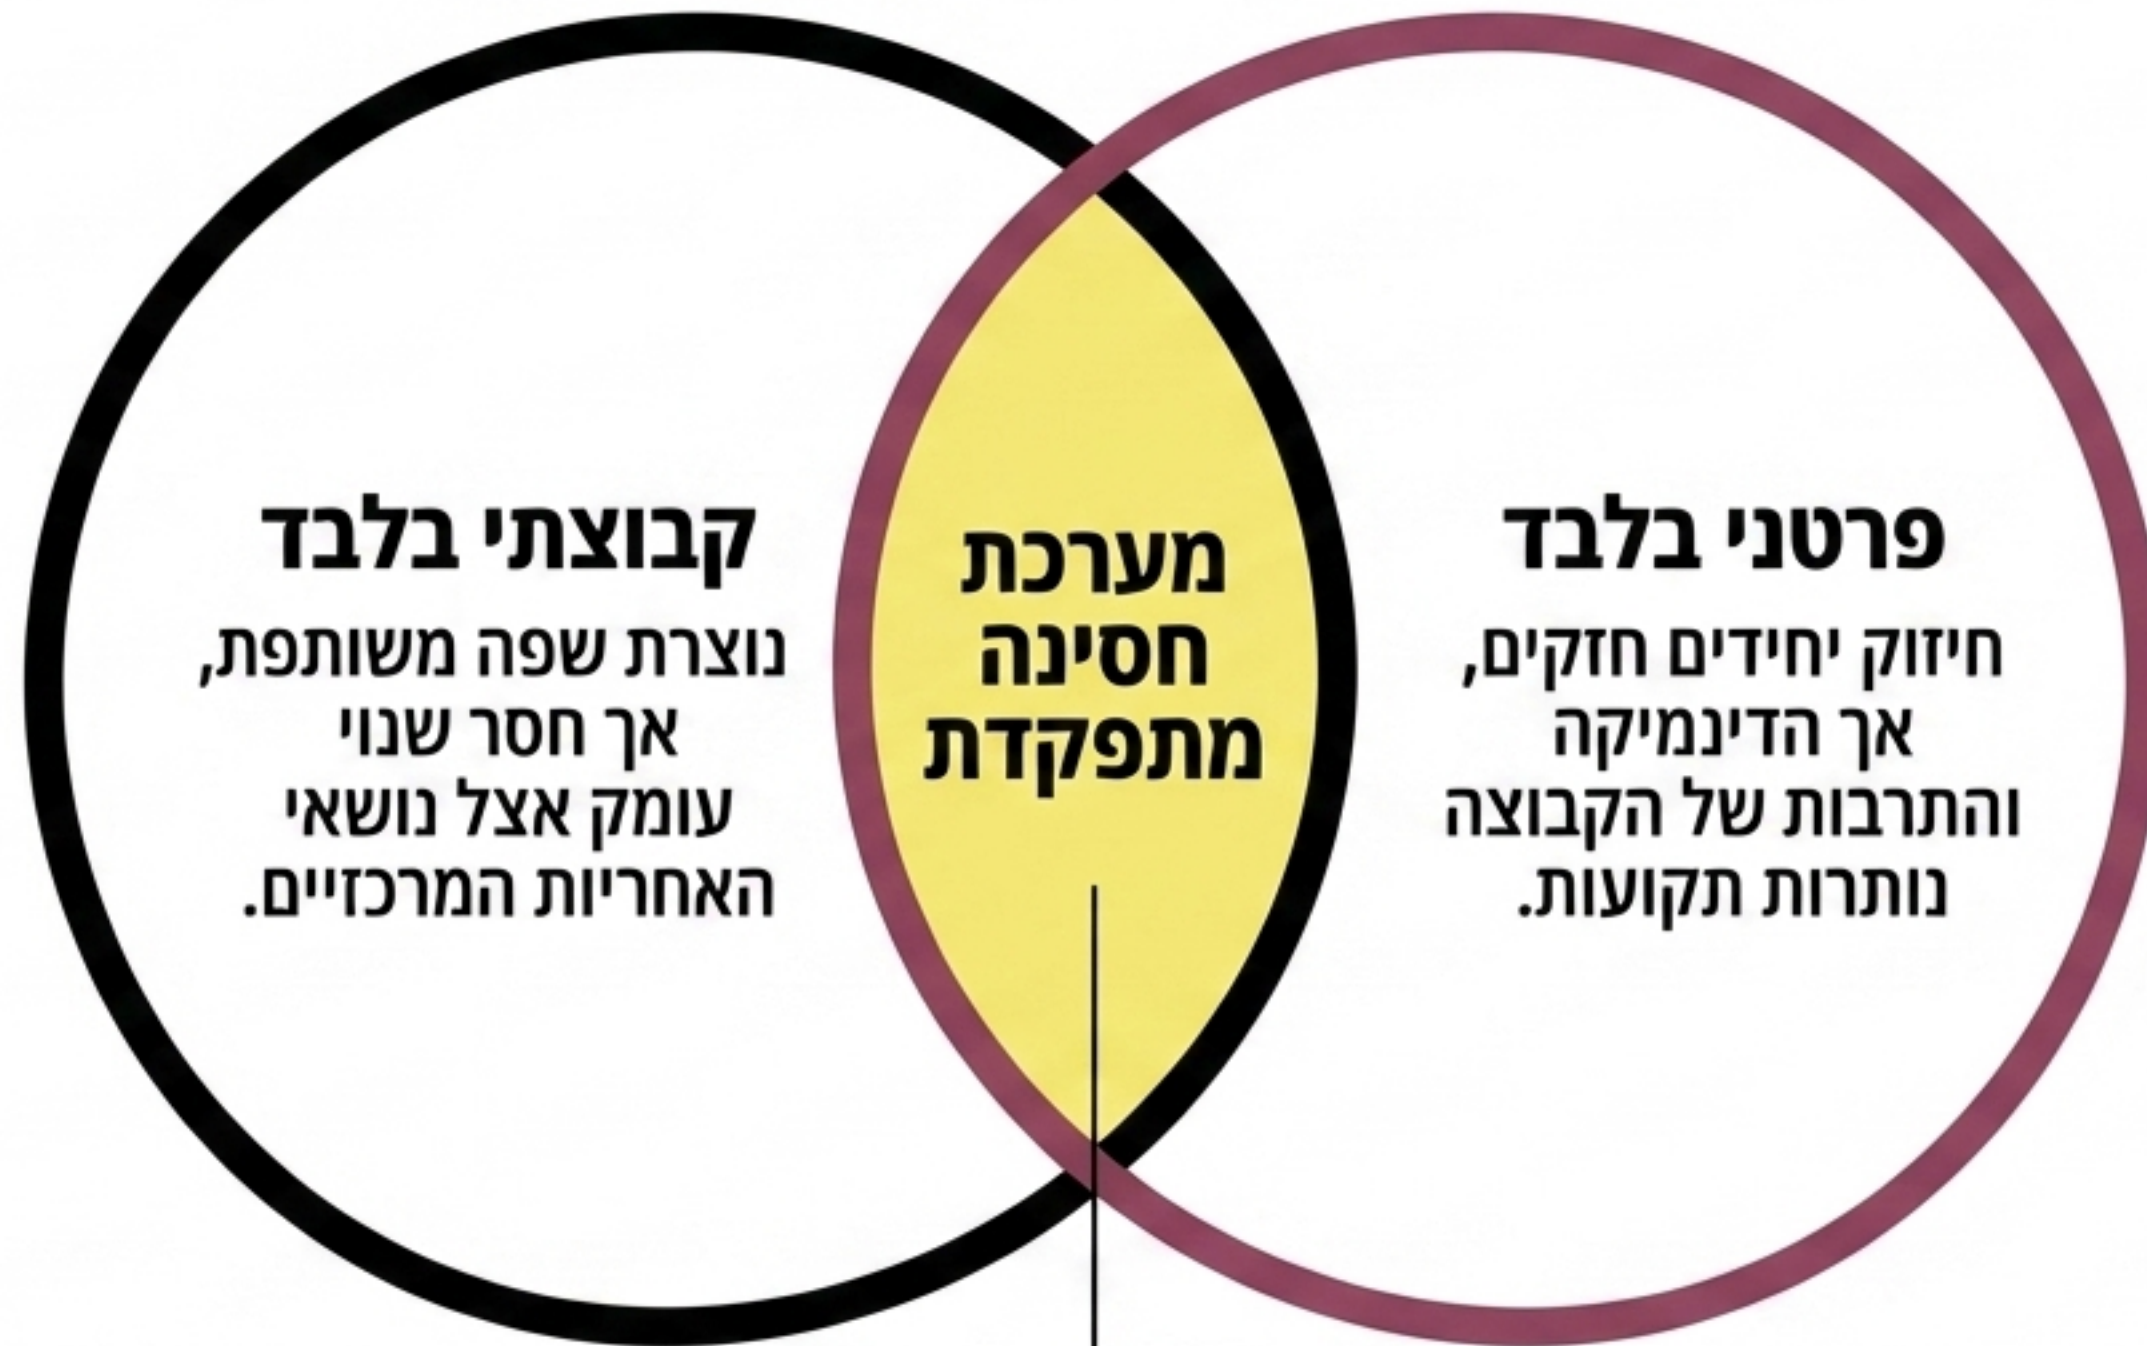 פרטני בלבד
חיזוק יחידים חזקים,
אך הדינמיקה
והתרבות של הקבוצה
נותרות תקועות.
מערכת
חסינה
מתפקדת
קבוצתי בלבד
נוצרת שפה משותפת,
אך חסר שנוי
עומק אצל נושאי
האחריות המרכזיים.